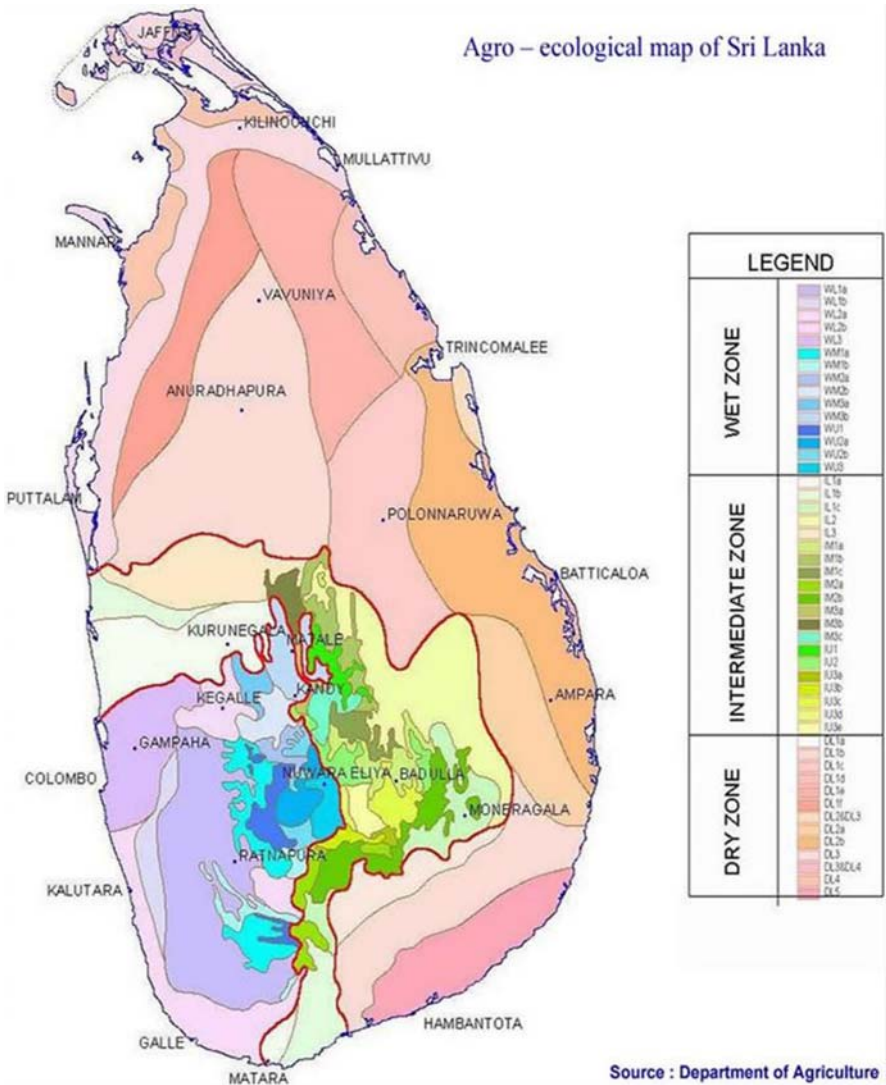 Agro – ecological map of Sri Lanka
JAFFN
KILINOCHCHI
MULLATTIVU
MANNAR
VAVUNIYA
TRINCOMALEE
ANURADHAPURA
PUTTALAM
POLONNARUWA
BATTICALOA
KURUNEGALA
MATALE
KEGALLE
KANDY
AMPARA
GAMPAHA
COLOMBO
NUWARA ELIYA
BADULLA
MONERAGALA
RATNAPURA
KALUTARA
HAMBANTOTA
GALLE
MATARA
LEGEND
WET ZONE
WL1a
WL1b
WL2a
WL2b
WL3
WM1a
WM1b
WM2a
WM2b
WM3a
WM3b
WU1
WU2a
WU2b
WU3
INTERMEDIATE ZONE
IL1a
IL1b
IL1c
IL2
IL3
IM1a
IM1b
IM1c
IM2a
IM2b
IM3a
IM3b
IM3c
IU1
IU2
IU3a
IU3b
IU3c
IU3d
IU3e
DRY ZONE
DL1a
DL1b
DL1c
DL1d
DL1e
DL1f
DL2a
DL2b
DL3
DL4
DL5
Source : Department of Agriculture